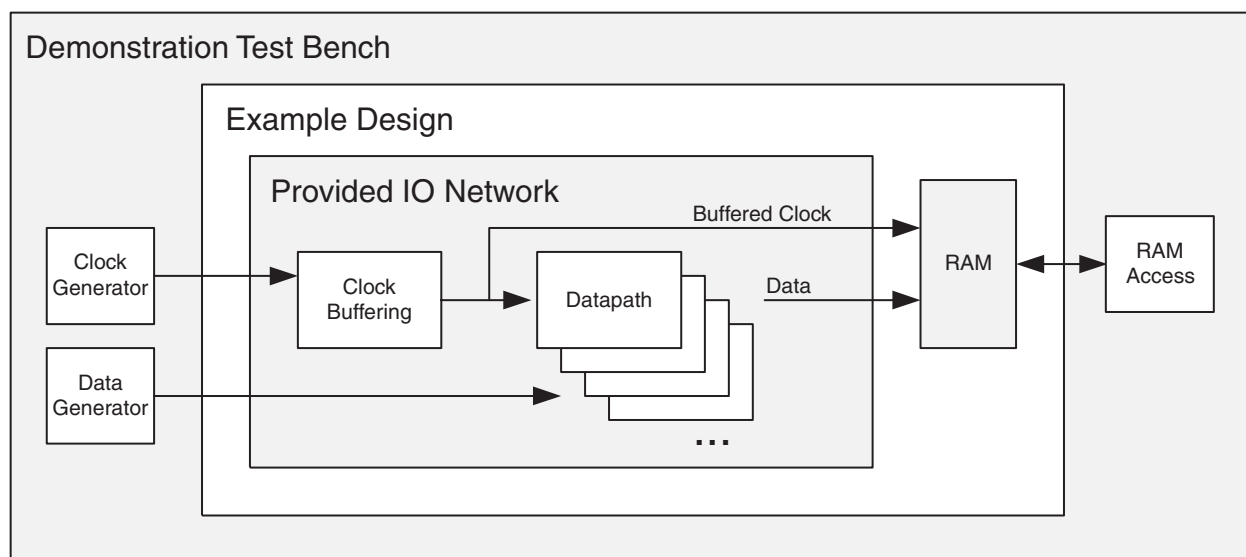 Demonstration Test Bench
Example Design
Provided IO Network
Buffered Clock
Clock
Generator
Clock
Buffering
Datapath
Data
RAM
RAM
Access
Data
Generator
...